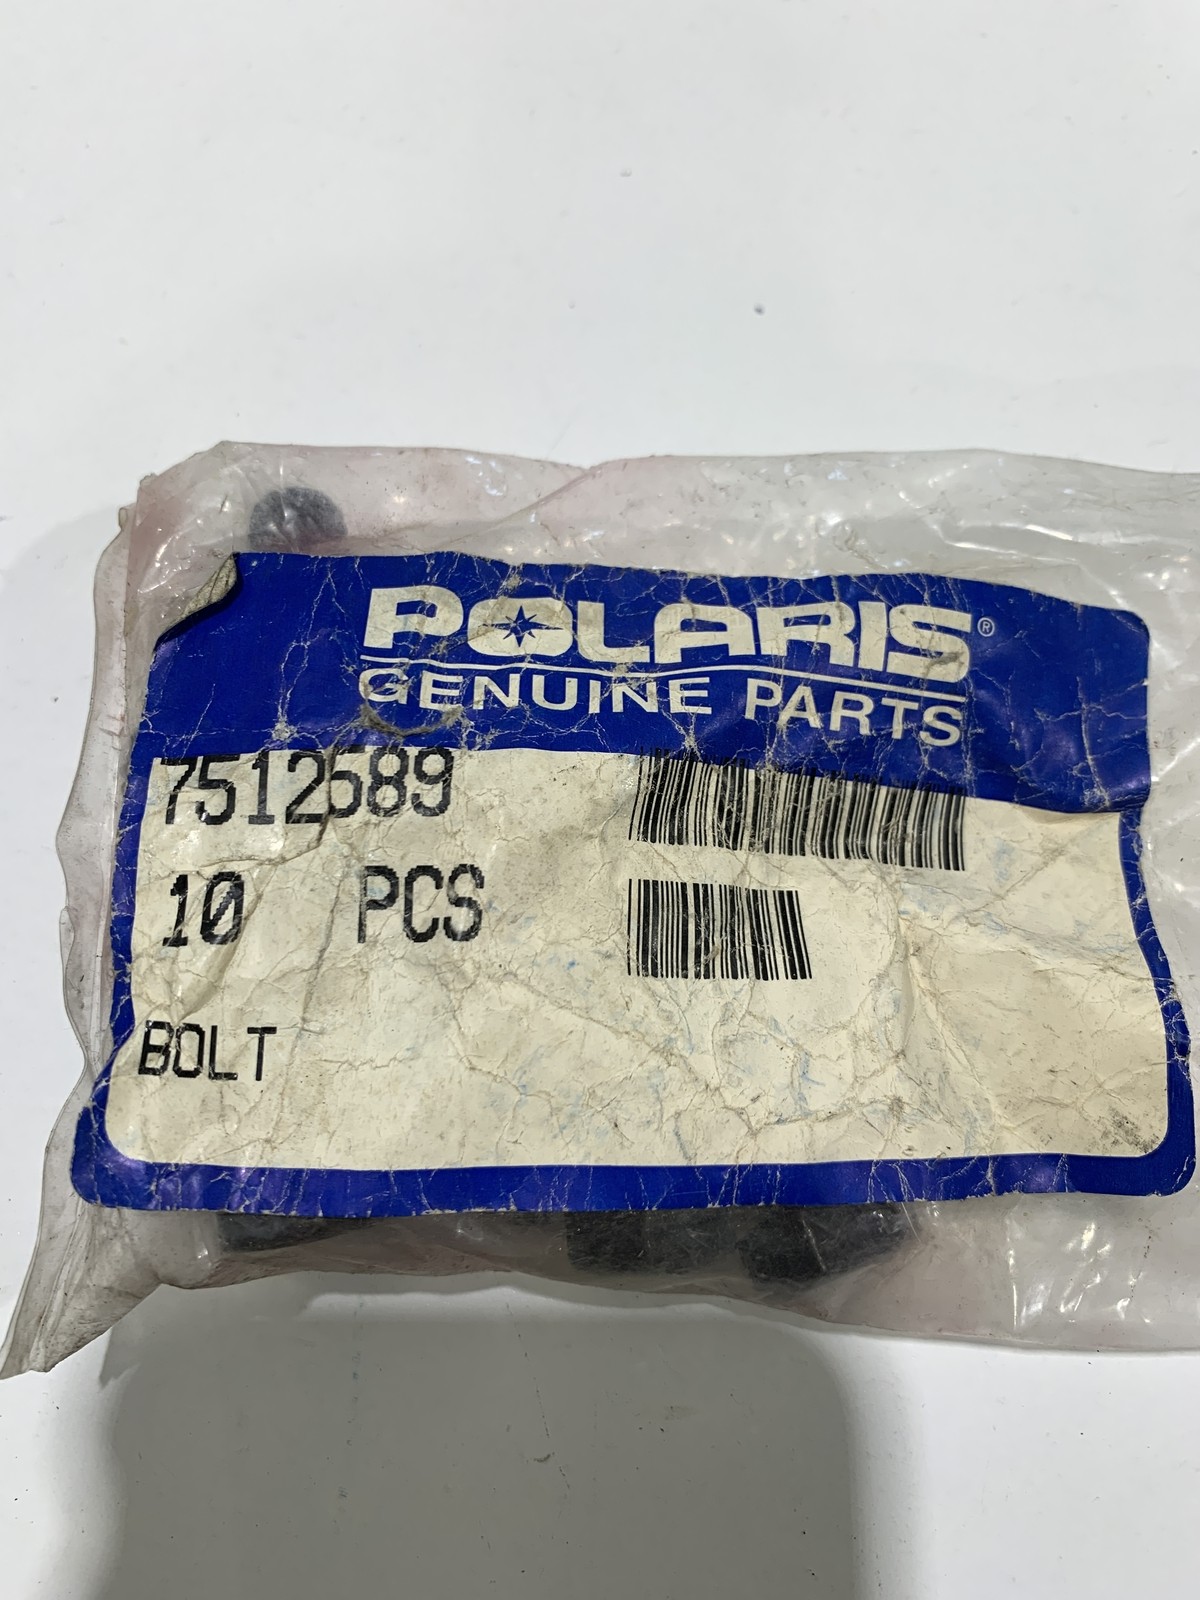 POLARIS®
GENUINE PARTS
7512589
10 PCS
BOLT